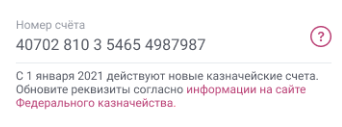 Номер счёта
40702 810 3 5465 4987987
?
С 1 января 2021 действуют новые казначейские счета.
Обновите реквизиты согласно информации на сайте
Федерального казначейства.